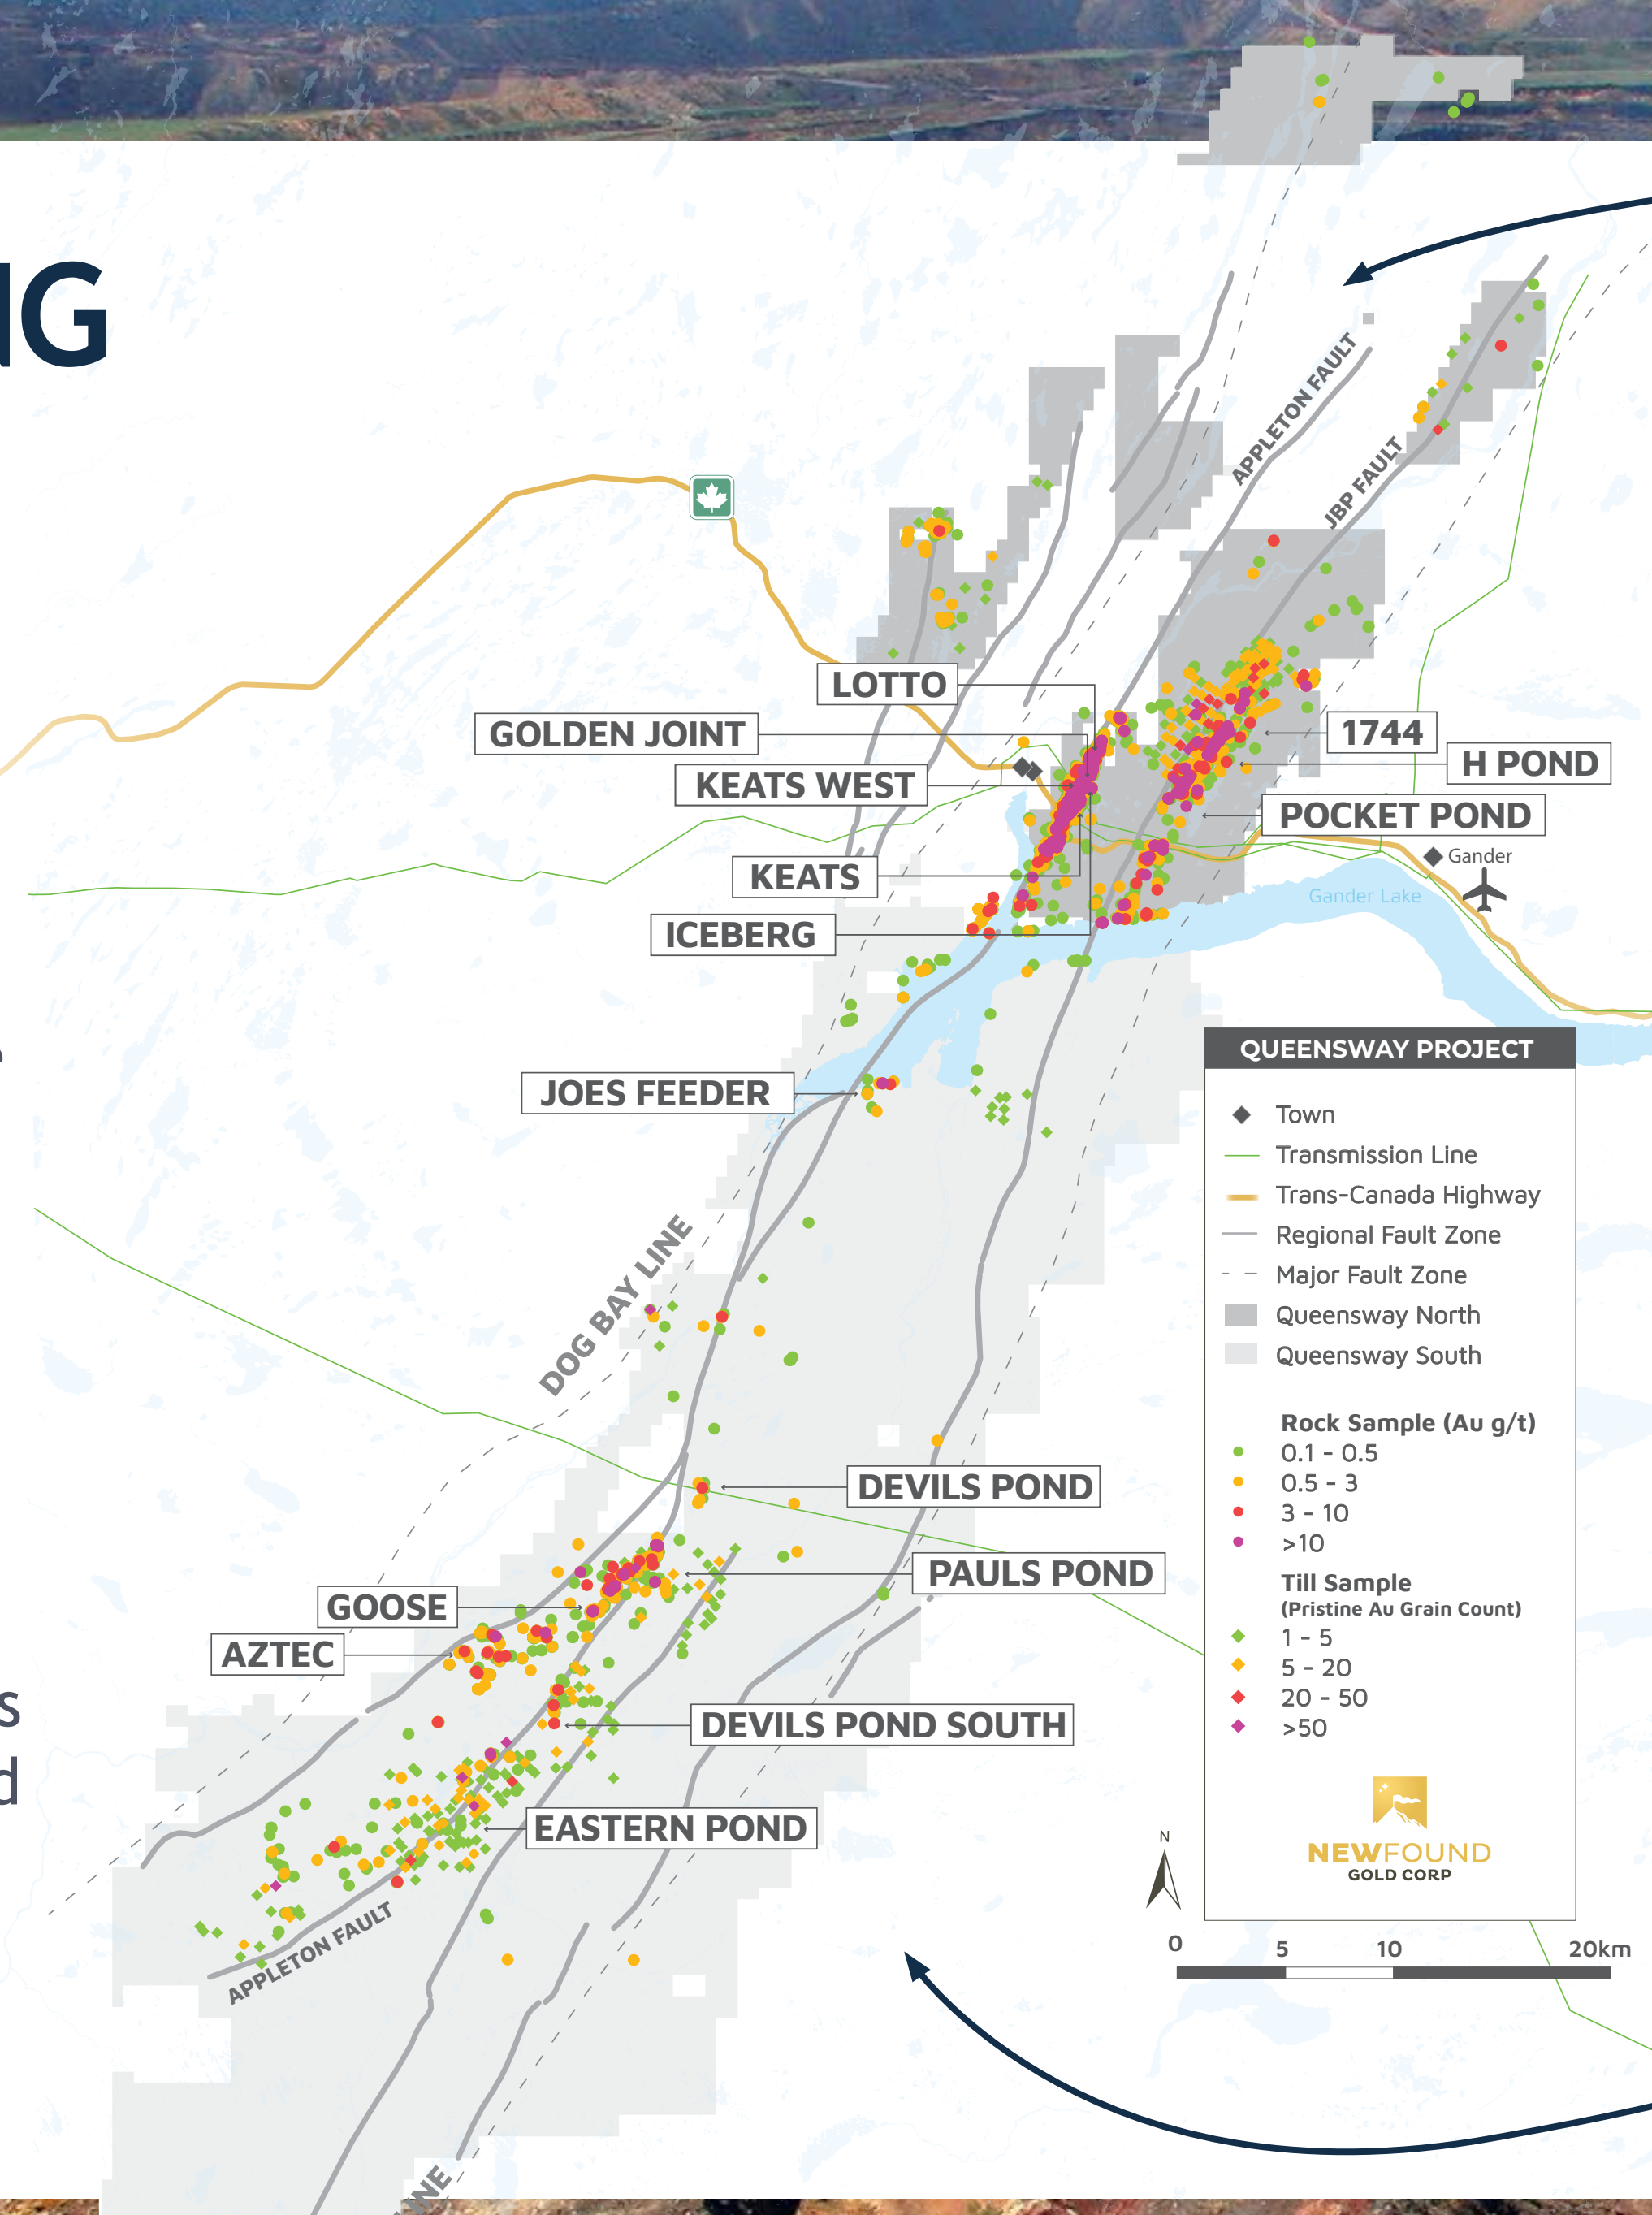 NG
APPLETON FAULT
JBP FAULT
LOTTO
GOLDEN JOINT
1744
KEATS WEST
H POND
POCKET POND
Gander
KEATS
Gander Lake
ICEBERG
e
JOES FEEDER
DOG BAY LINE
DEVILS POND
PAULS POND
GOOSE
AZTEC
s
DEVILS POND SOUTH
d
EASTERN POND
APPLETON FAULT
INE
QUEENSWAY PROJECT
Town
Transmission Line
Trans-Canada Highway
Regional Fault Zone
Major Fault Zone
Queensway North
Queensway South
Rock Sample (Au g/t)
0.1 - 0.5
0.5 - 3
3 - 10
>10
Till Sample
(Pristine Au Grain Count)
1 - 5
5 - 20
20 - 50
>50
NEWFOUND
GOLD CORP
N
0 5 10 20km